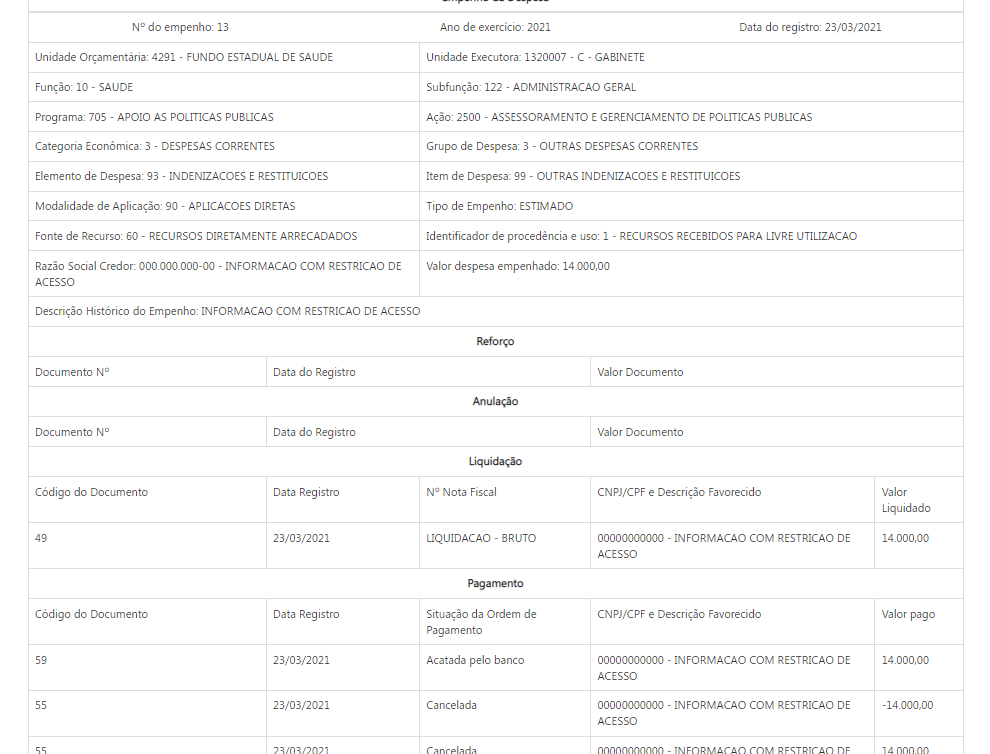 Empenho da Despesa
Nº do empenho: 13 Ano de exercício: 2021 Data do registro: 23/03/2021
Unidade Orçamentária: 4291 - FUNDO ESTADUAL DE SAUDE Unidade Executora: 1320007 - C - GABINETE
Função: 10 - SAUDE Subfunção: 122 - ADMINISTRACAO GERAL
Programa: 705 - APOIO AS POLITICAS PUBLICAS Ação: 2500 - ASSESSORAMENTO E GERENCIAMENTO DE POLITICAS PUBLICAS
Categoria Econômica: 3 - DESPESAS CORRENTES Grupo de Despesa: 3 - OUTRAS DESPESAS CORRENTES
Elemento de Despesa: 93 - INDENIZACOES E RESTITUICOES Item de Despesa: 99 - OUTRAS INDENIZACOES E RESTITUICOES
Modalidade de Aplicação: 90 - APLICACOES DIRETAS Tipo de Empenho: ESTIMADO
Fonte de Recurso: 60 - RECURSOS DIRETAMENTE ARRECADADOS Identificador de procedência e uso: 1 - RECURSOS RECEBIDOS PARA LIVRE UTILIZACAO
Razão Social Credor: 000.000.000-00 - INFORMACAO COM RESTRICAO DE Valor despesa empenhado: 14.000,00
ACESSO
Descrição Histórico do Empenho: INFORMACAO COM RESTRICAO DE ACESSO
Reforço
Documento Nº Data do Registro Valor Documento
Anulação
Documento Nº Data do Registro Valor Documento
Liquidação
Código do Documento Data Registro Nº Nota Fiscal CNPJ/CPF e Descrição Favorecido Valor
Liquidado
49 23/03/2021 LIQUIDACAO - BRUTO 00000000000 - INFORMACAO COM RESTRICAO DE 14.000,00
ACESSO
Pagamento
Código do Documento Data Registro Situação da Ordem de CNPJ/CPF e Descrição Favorecido Valor pago
Pagamento
59 23/03/2021 Acatada pelo banco 00000000000 - INFORMACAO COM RESTRICAO DE 14.000,00
ACESSO
55 23/03/2021 Cancelada 00000000000 - INFORMACAO COM RESTRICAO DE -14.000,00
ACESSO
55 23/03/2021 Cancelada 00000000000 - INFORMACAO COM RESTRICAO DE 14.000,00